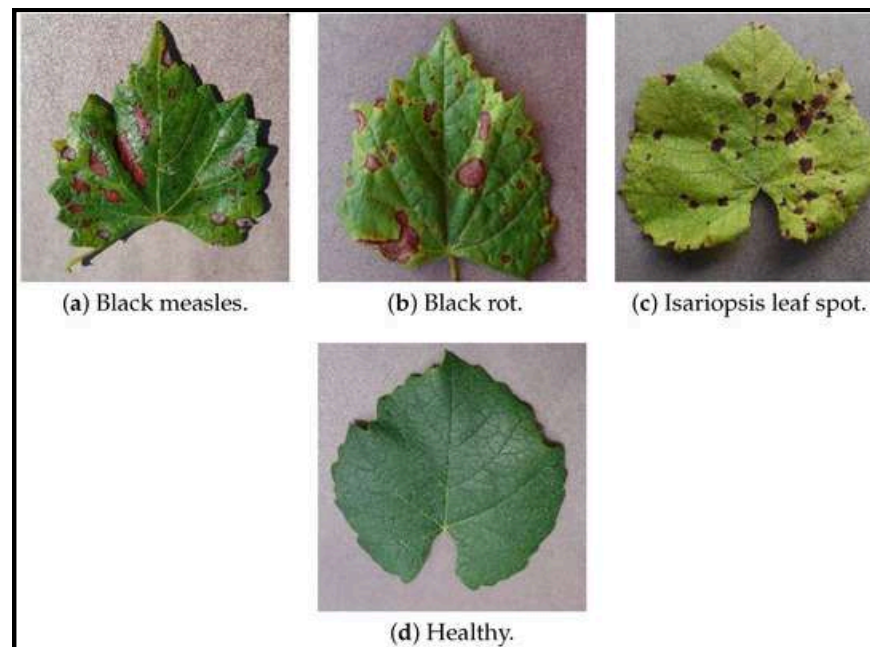 (a) Black measles.
(b) Black rot.
(c) Isariopsis leaf spot.
(d) Healthy.